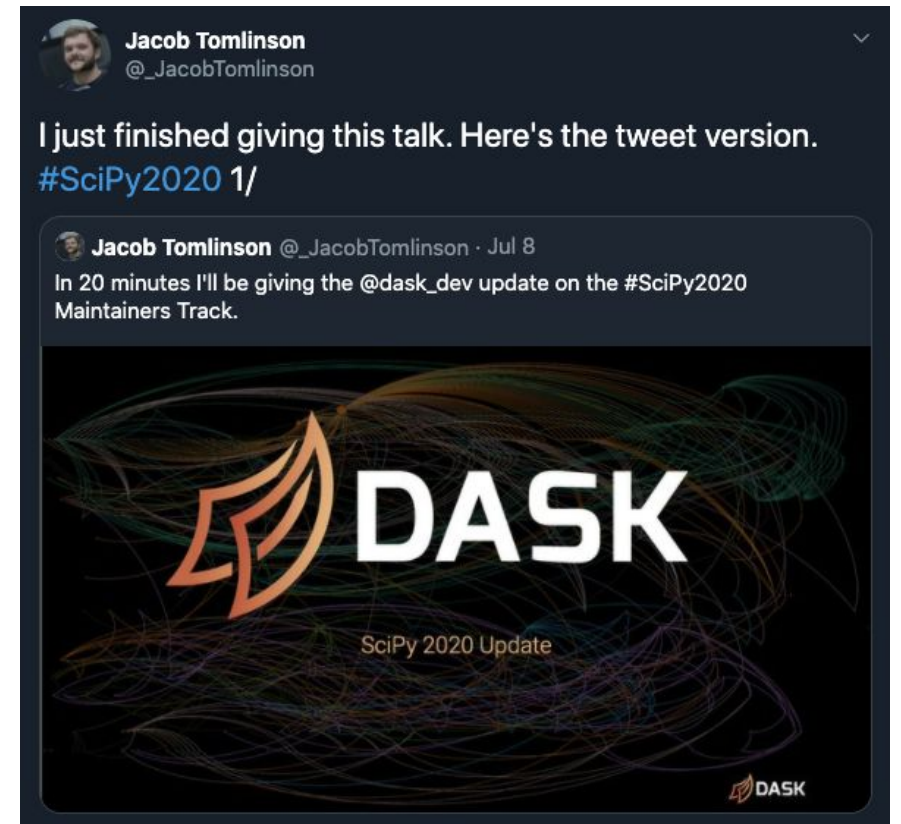 Jacob Tomlinson
@_JacobTomlinson
I just finished giving this talk. Here's the tweet version.
#SciPy2020 1/
Jacob Tomlinson @_JacobTomlinson · Jul 8
In 20 minutes I'll be giving the @dask_dev update on the #SciPy2020
Maintainers Track.
DASK
SciPy 2020 Update
DASK